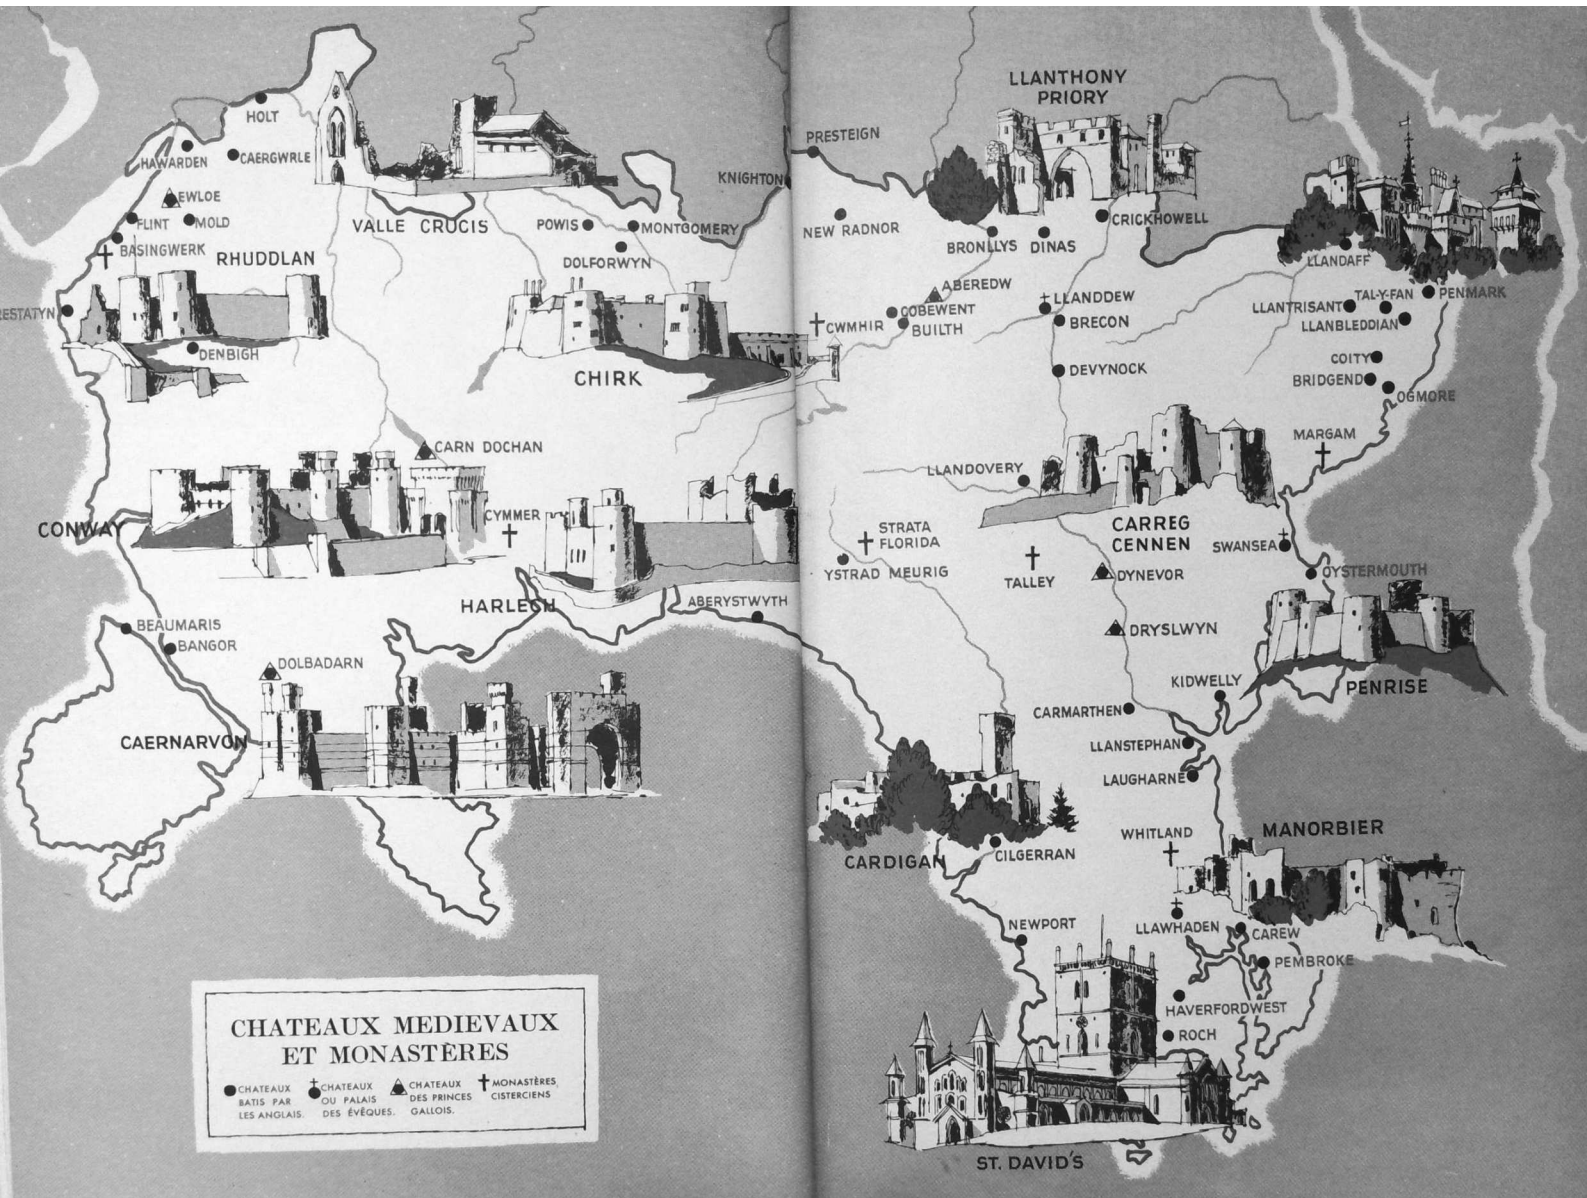 HOLT
HAWARDEN
CAERGWRLE
EWLOE
FLINT
MOLD
BASINGWERK
RHUDDLAN
RESTATYN
DENBIGH
VALLE CRUCIS
POWIS
MONTGOMERY
KNIGHTON
DOLFORWYN
CHIRK
CARN DOCHAN
CONWAY
CYMMER
HARLECH
ABERYSTWYTH
BEAUMARIS
BANGOR
DOLBADARN
CAERNARVON
CHATEAUX MEDIEVAUX
ET MONASTÈRES
CHATEAUX
BATIS PAR
LES ANGLAIS.
CHATEAUX
OU PALAIS
DES ÉVÊQUES.
CHATEAUX
DES PRINCES
GALLOIS.
MONASTÈRES
CISTERCIENS
PRESTEIGN
LLANTHONY
PRIORY
NEW RADNOR
BRONLLYS
DINAS
CRICKHOWELL
LLANDAFF
ABEREDW
COBEWENT
BUILTH
CWMHIR
LLANDDEW
BRECON
DEVYNOCK
LLANTRISANT
TAL-Y-FAN
PENMARK
LLANBLEDDIAN
COITY
BRIDGEND
OGMORE
MARGAM
LLANDOVERY
CARREG
CENNEN
STRATA
FLORIDA
YSTRAD MEURIG
TALLEY
DYNEVOR
SWANSEA
OYSTERMOUTH
DRYSLWYN
KIDWELLY
PENRISE
CARMARTHEN
LLANSTEPHAN
LAUGHARNE
CARDIGAN
CILGERRAN
WHITLAND
MANORBIER
NEWPORT
LLAWHADEN
CAREW
PEMBROKE
HAVERFORDWEST
ROCH
ST. DAVID'S